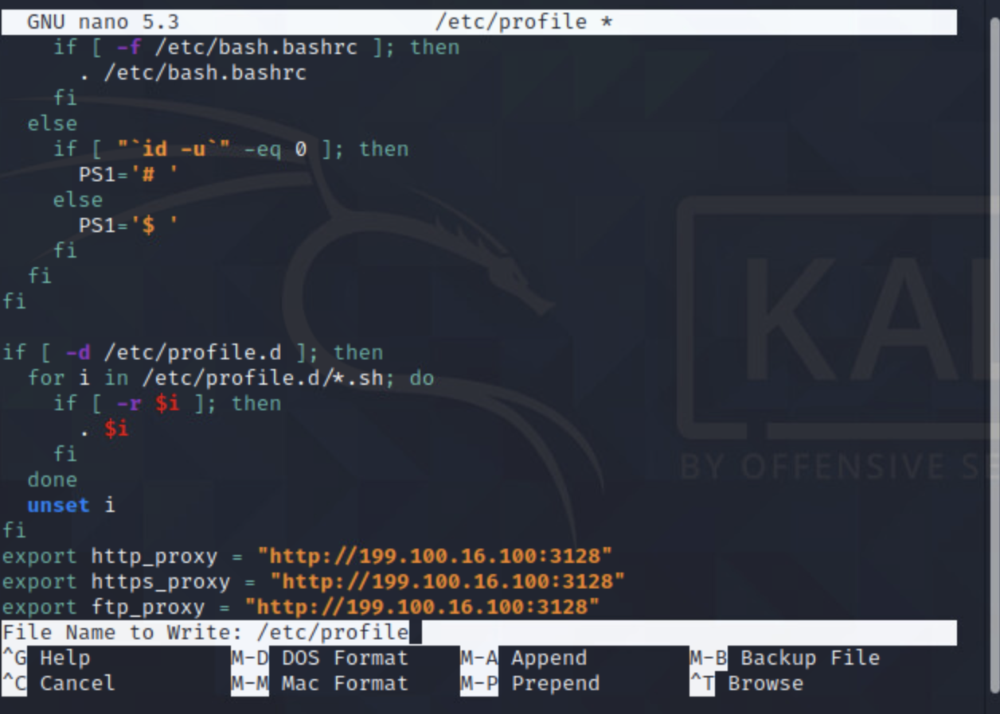 GNU nano 5.3 /etc/profile *
if [ -f /etc/bash.bashrc ]; then
. /etc/bash.bashrc
fi
else
if [ "`id -u`" -eq 0 ]; then
PS1='# '
else
PS1='$ '
fi
fi
fi
if [ -d /etc/profile.d ]; then
for i in /etc/profile.d/*.sh; do
if [ -r $i ]; then
. $i
fi
done
unset i
fi
export http_proxy = "http://199.100.16.100:3128"
export https_proxy = "http://199.100.16.100:3128"
export ftp_proxy = "http://199.100.16.100:3128"
File Name to Write: /etc/profile
^G Help M-D DOS Format M-A Append M-B Backup File
^C Cancel M-M Mac Format M-P Prepend ^T Browse
BY OFFENSIVE